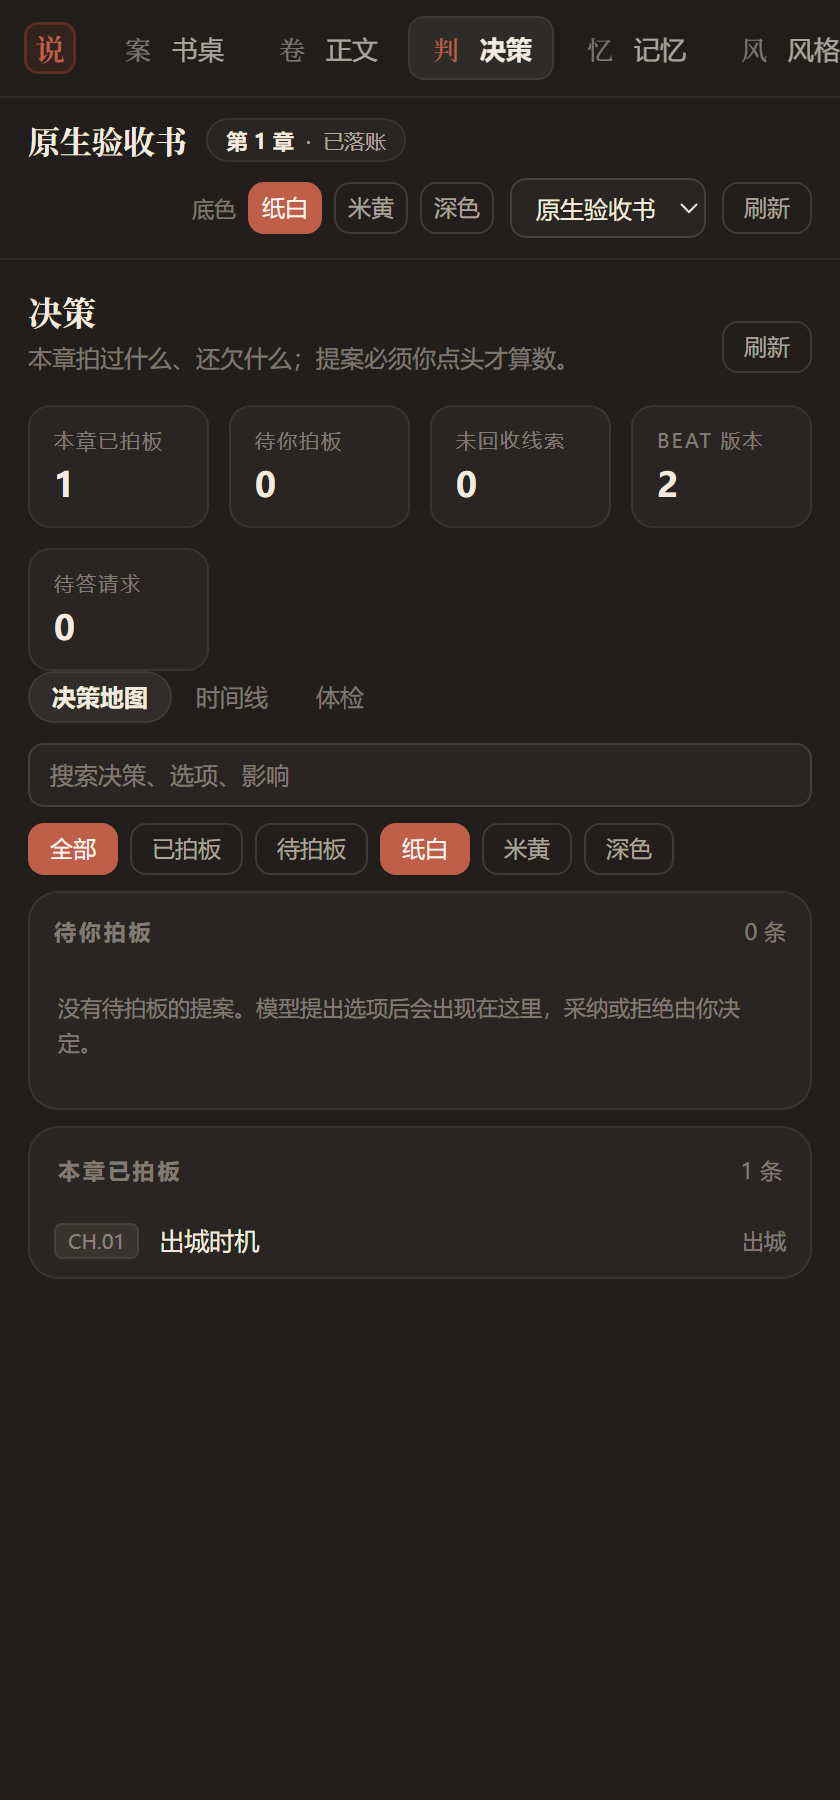 说 案 书桌 卷 正文 判 决策 忆 记忆 风 风格
原生验收书 第 1 章 · 已落账
底色 纸白 米黄 深色 原生验收书 刷新
决策
本章拍过什么、还欠什么；提案必须你点头才算数。
刷新
本章已拍板 待你拍板 未回收线索 BEAT 版本
1 0 0 2
待答请求
0
决策地图 时间线 体检
搜索决策、选项、影响
全部 已拍板 待拍板 纸白 米黄 深色
待你拍板 0 条
没有待拍板的提案。模型提出选项后会出现在这里，采纳或拒绝由你决
定。
本章已拍板 1 条
CH.01 出城时机 出城